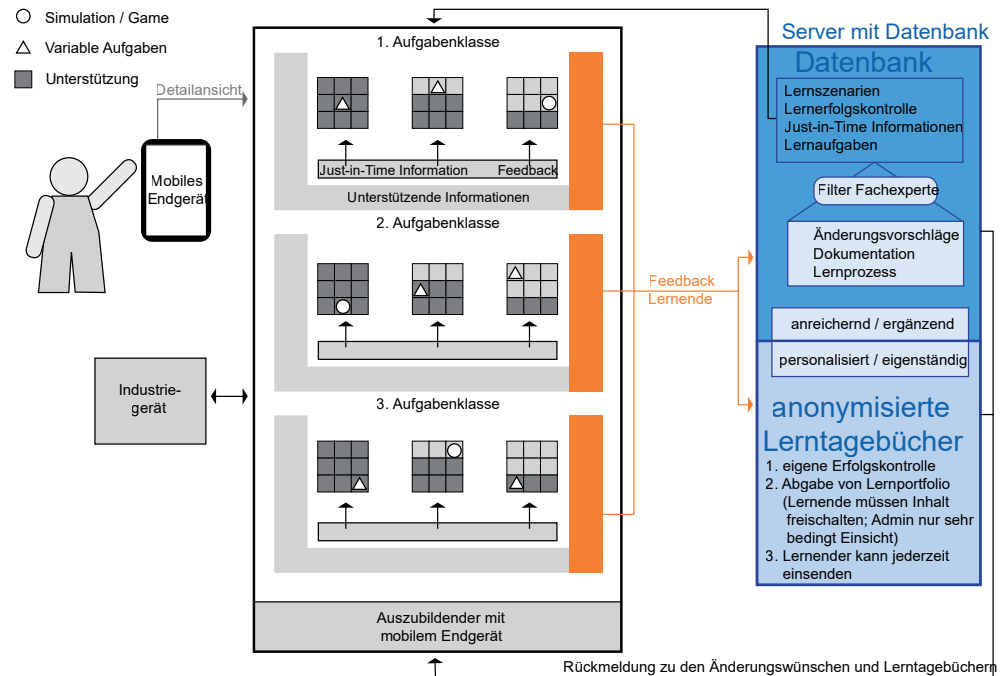 Simulation / Game
Variable Aufgaben
Unterstützung
Detailansicht
Mobiles
Endgerät
Industrie-
gerät
1. Aufgabenklasse
Just-in-Time Information
Feedback
Unterstützende Informationen
2. Aufgabenklasse
3. Aufgabenklasse
Auszubildender mit
mobilem Endgerät
Feedback
Lernende
Server mit Datenbank
Datenbank
Lernszenarien
Lernerfolgskontrolle
Just-in-Time Informationen
Lernaufgaben
Filter Fachexperte
Änderungsvorschläge
Dokumentation
Lernprozess
anreichernd / ergänzend
personalisiert / eigenständig
anonymisierte
Lerntagebücher
1. eigene Erfolgskontrolle
2. Abgabe von Lernportfolio
(Lernende müssen Inhalt
freischalten; Admin nur sehr
bedingt Einsicht)
3. Lernender kann jederzeit
einsenden
Rückmeldung zu den Änderungswünschen und Lerntagebüchern